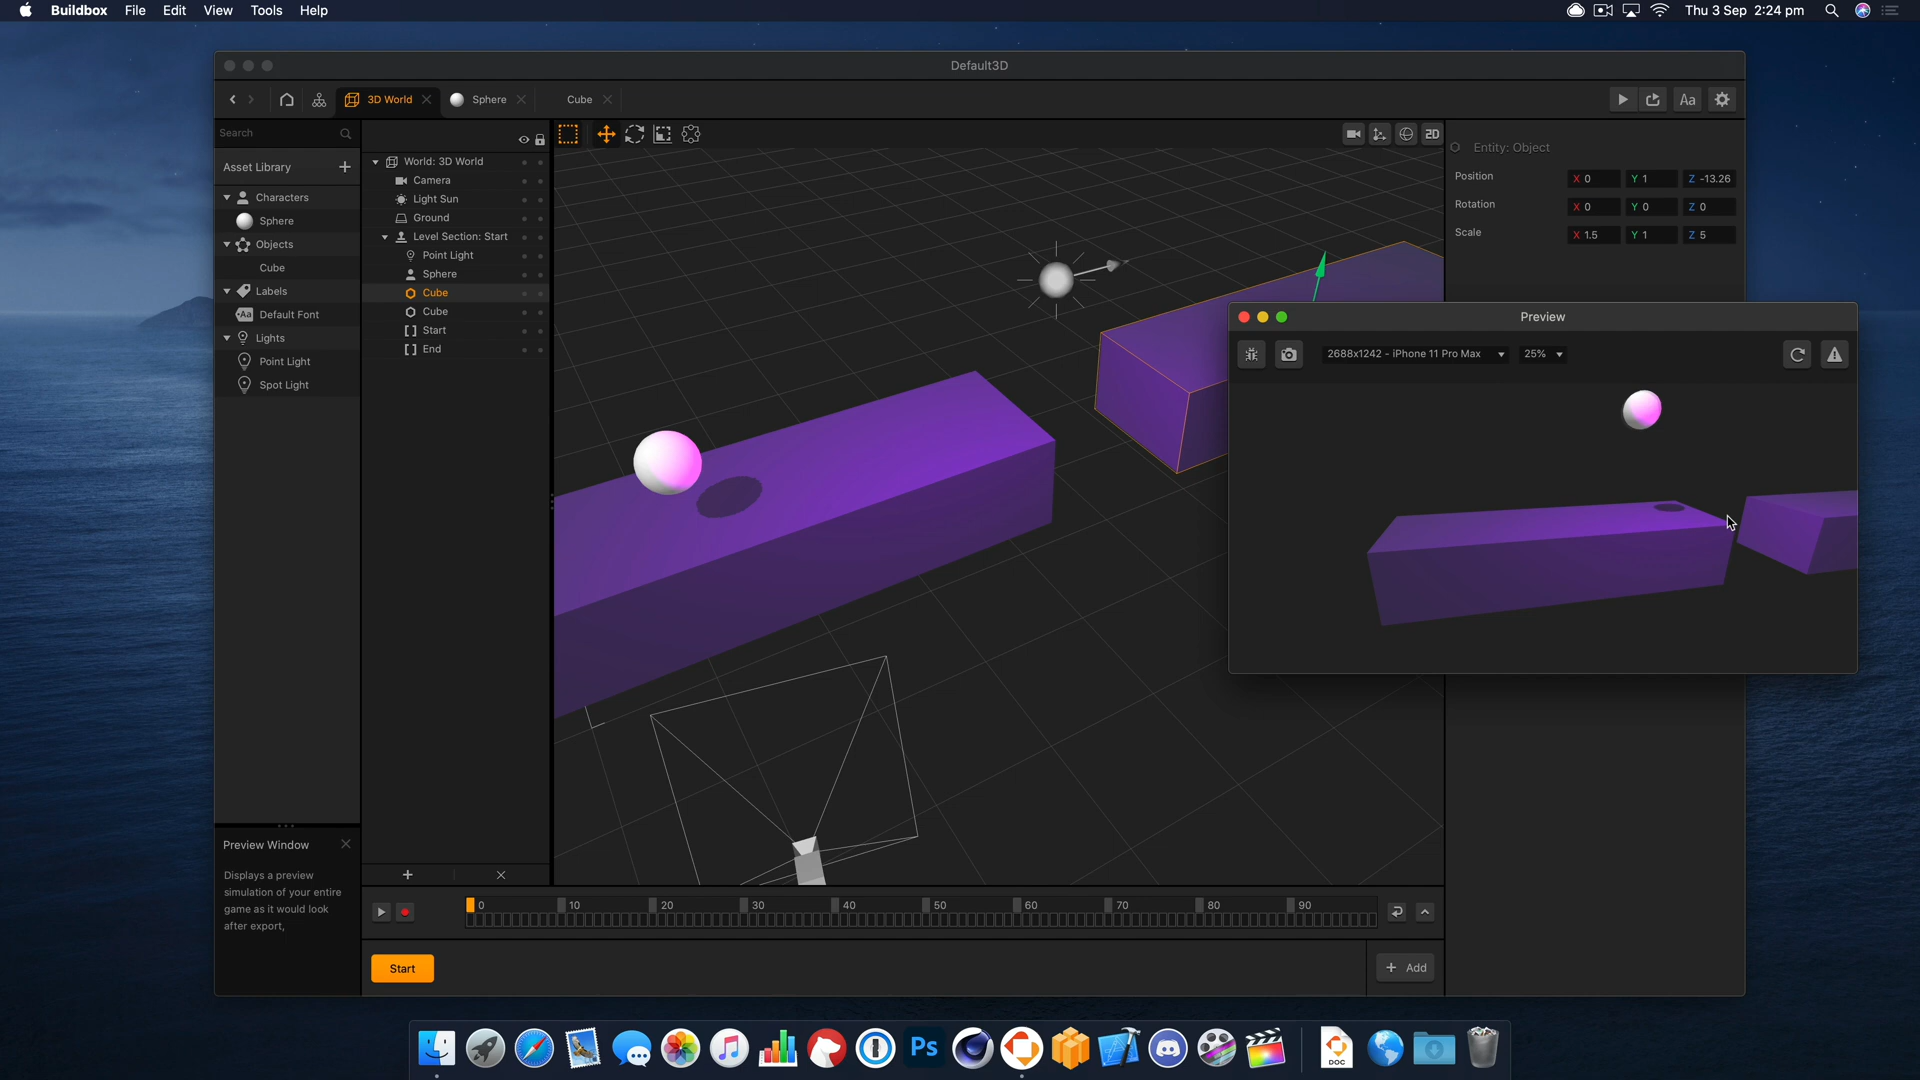 Buildbox File Edit View Tools Help
Thu 3 Sep 2:24 pm
Default3D
3D World
Sphere
Cube
Aa
Search
Asset Library
Characters
Sphere
Objects
Cube
Labels
Aa Default Font
Lights
Point Light
Spot Light
World: 3D World
Camera
Light Sun
Ground
Level Section: Start
Point Light
Sphere
Cube
Cube
Start
End
2D
Entity: Object
Position X 0 Y 1 Z -13.26
Rotation X 0 Y 0 Z 0
Scale X 1.5 Y 1 Z 5
Preview
2688x1242 - iPhone 11 Pro Max 25%
Preview Window
Displays a preview
simulation of your entire
game as it would look
after export,
0 10 20 30 40 50 60 70 80 90
Start
+ Add
Ps
DOC